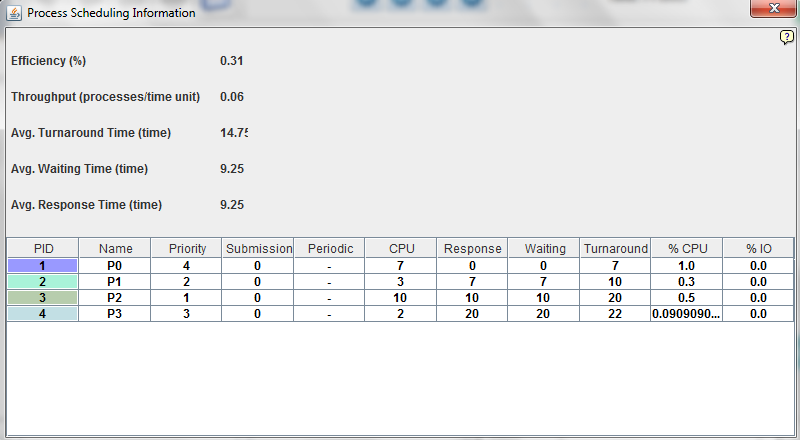 Process Scheduling Information
Efficiency (%) 0.31
Throughput (processes/time unit) 0.06
Avg. Turnaround Time (time) 14.75
Avg. Waiting Time (time) 9.25
Avg. Response Time (time) 9.25
PID Name Priority Submission Periodic CPU Response Waiting Turnaround % CPU % IO
1 P0 4 0 - 7 0 0 7 1.0 0.0
2 P1 2 0 - 3 7 7 10 0.3 0.0
3 P2 1 0 - 10 10 10 20 0.5 0.0
4 P3 3 0 - 2 20 20 22 0.0909090... 0.0